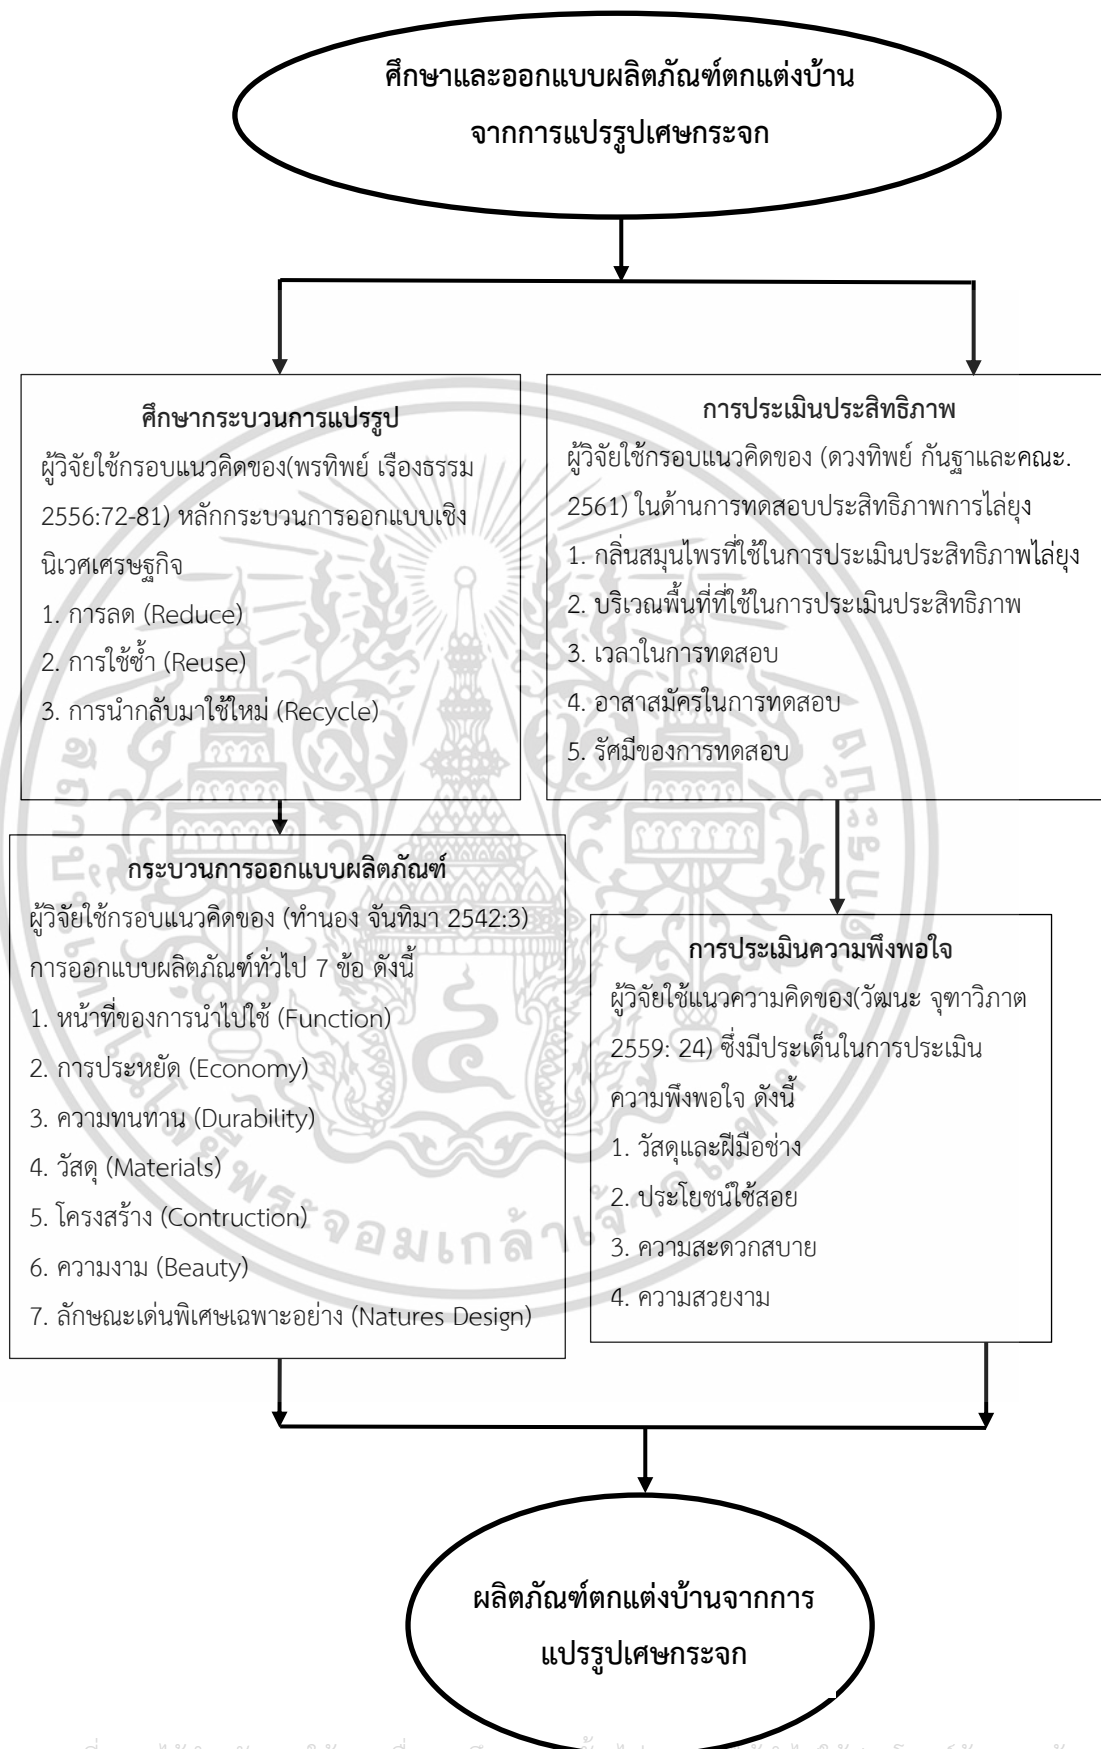 ศึกษาและออกแบบผลิตภัณฑ์ตกแต่งบ้าน
จากการแปรรูปเศษกระจก
ศึกษากระบวนการแปรรูป
ผู้วิจัยใช้กรอบแนวคิดของ(พรทิพย์ เรืองธรรม
2556:72-81) หลักกระบวนการออกแบบเชิง
นิเวศเศรษฐกิจ
1. การลด (Reduce)
2. การใช้ซ้ำ (Reuse)
3. การนำกลับมาใช้ใหม่ (Recycle)
การประเมินประสิทธิภาพ
ผู้วิจัยใช้กรอบแนวคิดของ (ดวงทิพย์ กันฐาและคณะ.
2561) ในด้านการทดสอบประสิทธิภาพการไล่ยุง
1. กลิ่นสมุนไพรที่ใช้ในการประเมินประสิทธิภาพไล่ยุง
2. บริเวณพื้นที่ที่ใช้ในการประเมินประสิทธิภาพ
3. เวลาในการทดสอบ
4. อาสาสมัครในการทดสอบ
5. รัศมีของการทดสอบ
กระบวนการออกแบบผลิตภัณฑ์
ผู้วิจัยใช้กรอบแนวคิดของ (ทำนอง จันทิมา 2542:3)
การออกแบบผลิตภัณฑ์ทั่วไป 7 ข้อ ดังนี้
1. หน้าที่ของการนำไปใช้ (Function)
2. การประหยัด (Economy)
3. ความทนทาน (Durability)
4. วัสดุ (Materials)
5. โครงสร้าง (Contruction)
6. ความงาม (Beauty)
7. ลักษณะเด่นพิเศษเฉพาะอย่าง (Natures Design)
การประเมินความพึงพอใจ
ผู้วิจัยใช้แนวความคิดของ(วัฒนะ จุฑาวิภาต
2559: 24) ซึ่งมีประเด็นในการประเมิน
ความพึงพอใจ ดังนี้
1. วัสดุและฝีมือช่าง
2. ประโยชน์ใช้สอย
3. ความสะดวกสบาย
4. ความสวยงาม
ผลิตภัณฑ์ตกแต่งบ้านจากการ
แปรรูปเศษกระจก